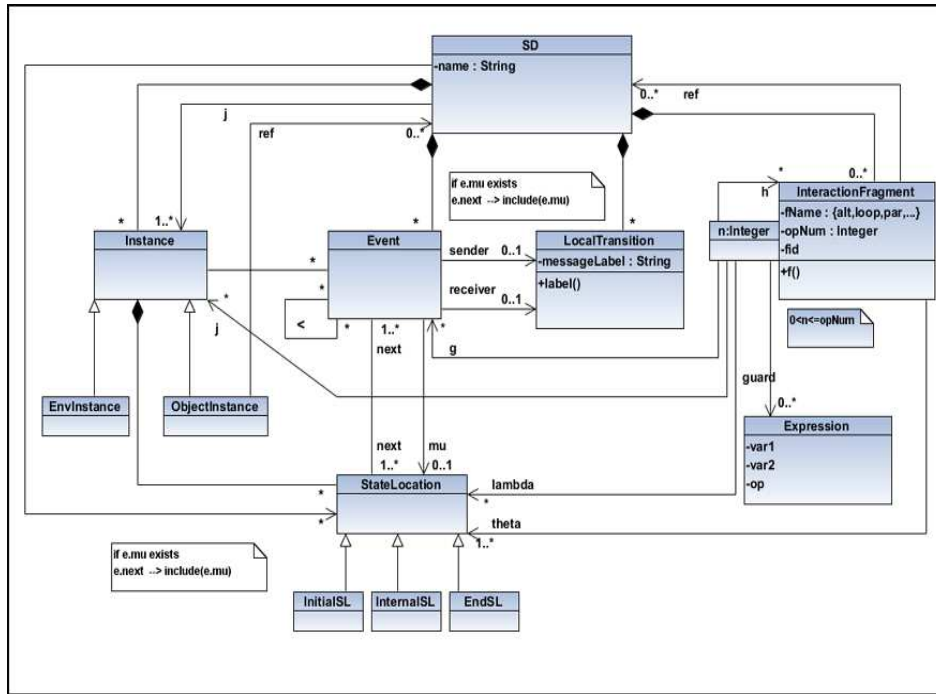 SD
-name : String
0..*
ref
j
ref
0..*
if e.mu exists
e.next --> include(e.mu)
*
0..*
h
InteractionFragment
-fName : {alt,loop,par,...}
-opNum : Integer
-fid
+f()
n:Integer
*
1..*
*
*
Instance
Event
sender
0..1
LocalTransition
-messageLabel : String
+label()
*
receiver
0..1
*
*
<
*
1..*
*
j
next
g
0<n<=opNum
guard
0..*
EnvInstance
ObjectInstance
Expression
-var1
-var2
-op
next
mu
1..*
0..1
StateLocation
lambda
*
*
*
theta
1..*
if e.mu exists
e.next --> include(e.mu)
InitialSL
InternalSL
EndSL